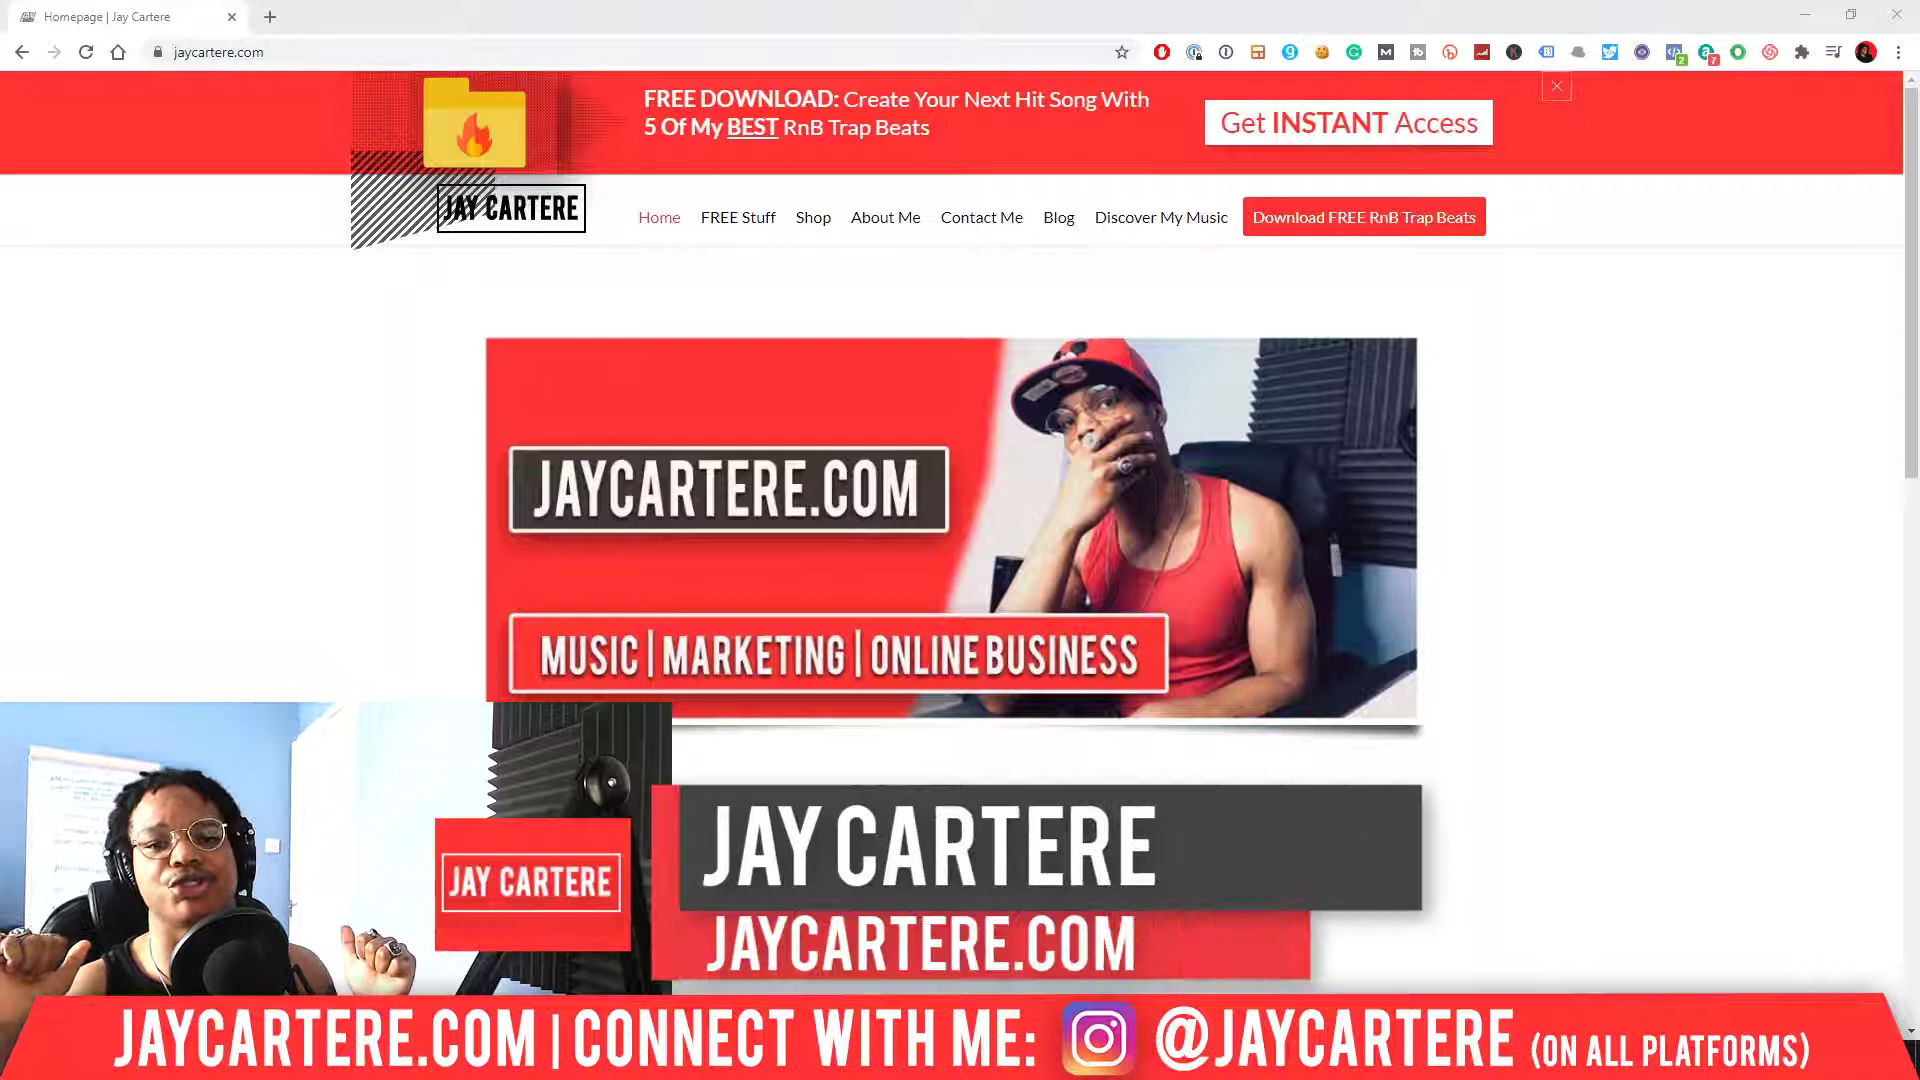 Homepage | Jay Cartere
jaycartere.com
FREE DOWNLOAD: Create Your Next Hit Song With
5 Of My BEST RnB Trap Beats
Get INSTANT Access
JAY CARTERE
Home
FREE Stuff
Shop
About Me
Contact Me
Blog
Discover My Music
Download FREE RnB Trap Beats
JAYCARTERE.COM
MUSIC | MARKETING | ONLINE BUSINESS
JAY CARTERE
JAY CARTERE
JAYCARTERE.COM
JAYCARTERE.COM | CONNECT WITH ME: @JAYCARTERE (ON ALL PLATFORMS)